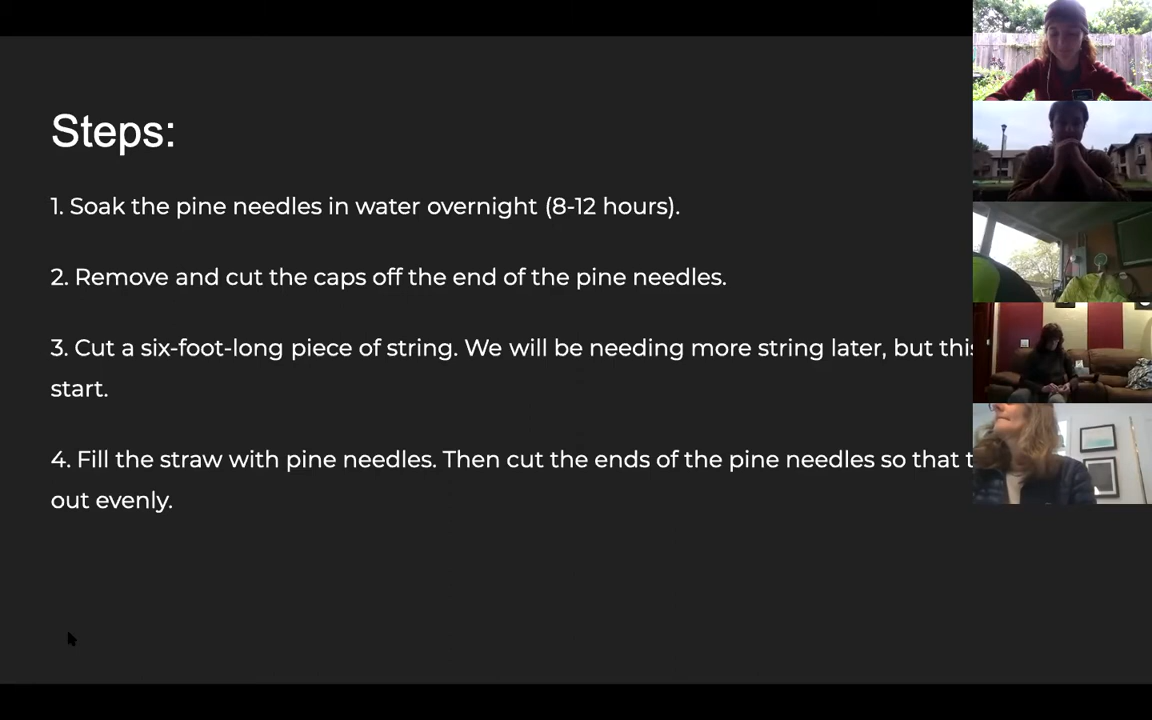 Steps:
1. Soak the pine needles in water overnight (8-12 hours).
2. Remove and cut the caps off the end of the pine needles.
3. Cut a six-foot-long piece of string. We will be needing more string later, but this
start.
4. Fill the straw with pine needles. Then cut the ends of the pine needles so that
out evenly.